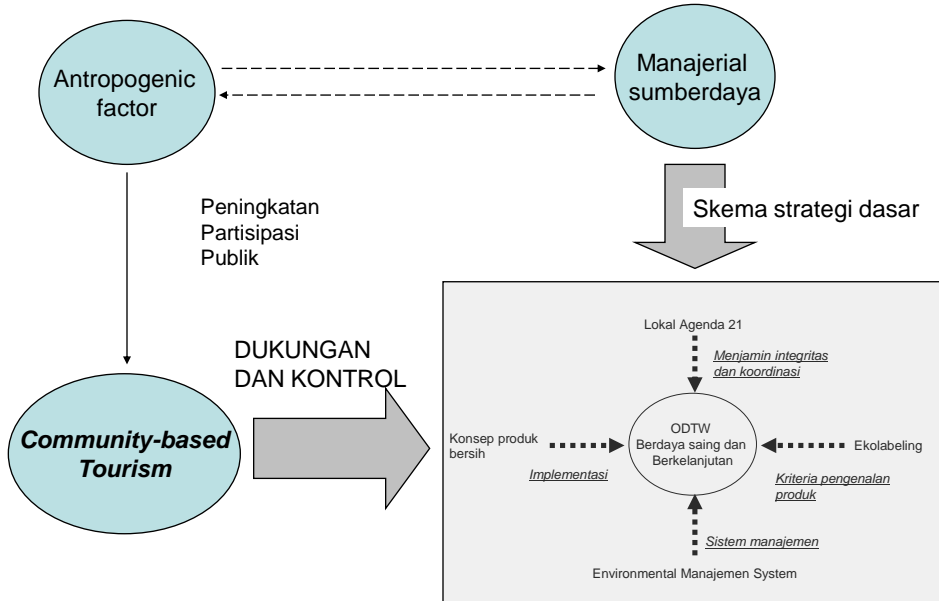 Antropogenic
factor
Manajerial
sumberdaya
Peningkatan
Partisipasi
Publik
Skema strategi dasar
DUKUNGAN
DAN KONTROL
Community-based
Tourism
Lokal Agenda 21
Menjamin integritas
dan koordinasi
Konsep produk
bersih
Implementasi
ODTW
Berdaya saing dan
Berkelanjutan
Ekolabeling
Kriteria pengenalan
produk
Sistem manajemen
Environmental Manajemen System